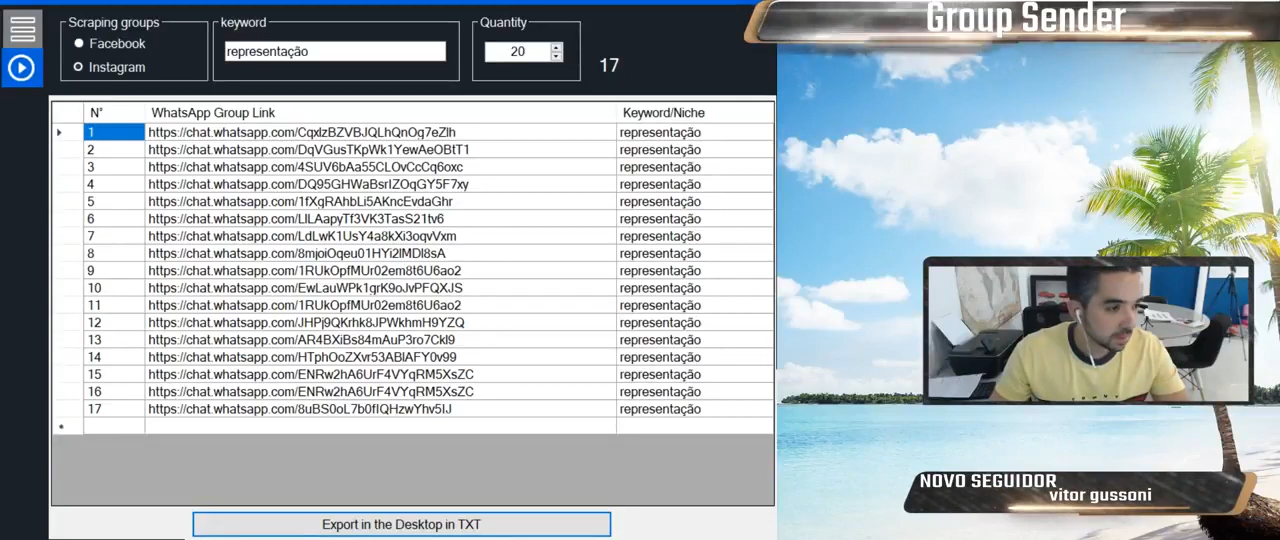 Group Sender
Scraping groups
Facebook
Instagram
keyword
representação
Quantity
20
17
N° WhatsApp Group Link Keyword/Niche
1 https://chat.whatsapp.com/CqxlzBZVBJQLhQnOg7eZlh representação
2 https://chat.whatsapp.com/DqVGusTKpWk1YewAeOBtT1 representação
3 https://chat.whatsapp.com/4SUV6bAa55CLOvCcCq6oxc representação
4 https://chat.whatsapp.com/DQ95GHWaBsrIZOqGY5F7xy representação
5 https://chat.whatsapp.com/1fXqRAhbLi5AKncEvdaGhr representação
6 https://chat.whatsapp.com/LlLAapyTf3VK3TasS21tv6 representação
7 https://chat.whatsapp.com/LdLwK1UsY4a8kXi3oqvVxm representação
8 https://chat.whatsapp.com/8mjoiOqeu01HYi2lMDl8sA representação
9 https://chat.whatsapp.com/1RUkOpfMUr02em8t6U6ao2 representação
10 https://chat.whatsapp.com/EwLauWPk1qrK9oJvPFQXJS representação
11 https://chat.whatsapp.com/1RUkOpfMUr02em8t6U6ao2 representação
12 https://chat.whatsapp.com/JHPj9QKrhk8JPWkhmH9YZQ representação
13 https://chat.whatsapp.com/AR4BXiBs84mAuP3ro7Ckl9 representação
14 https://chat.whatsapp.com/HTphOoZXvr53ABlAFY0v99 representação
15 https://chat.whatsapp.com/ENRw2hA6UrF4VYqRM5XsZC representação
16 https://chat.whatsapp.com/ENRw2hA6UrF4VYqRM5XsZC representação
17 https://chat.whatsapp.com/8uBS0oL7b0flQHzwYhv5lJ representação
Export in the Desktop in TXT
NOVO SEGUIDOR
vitor gussoni